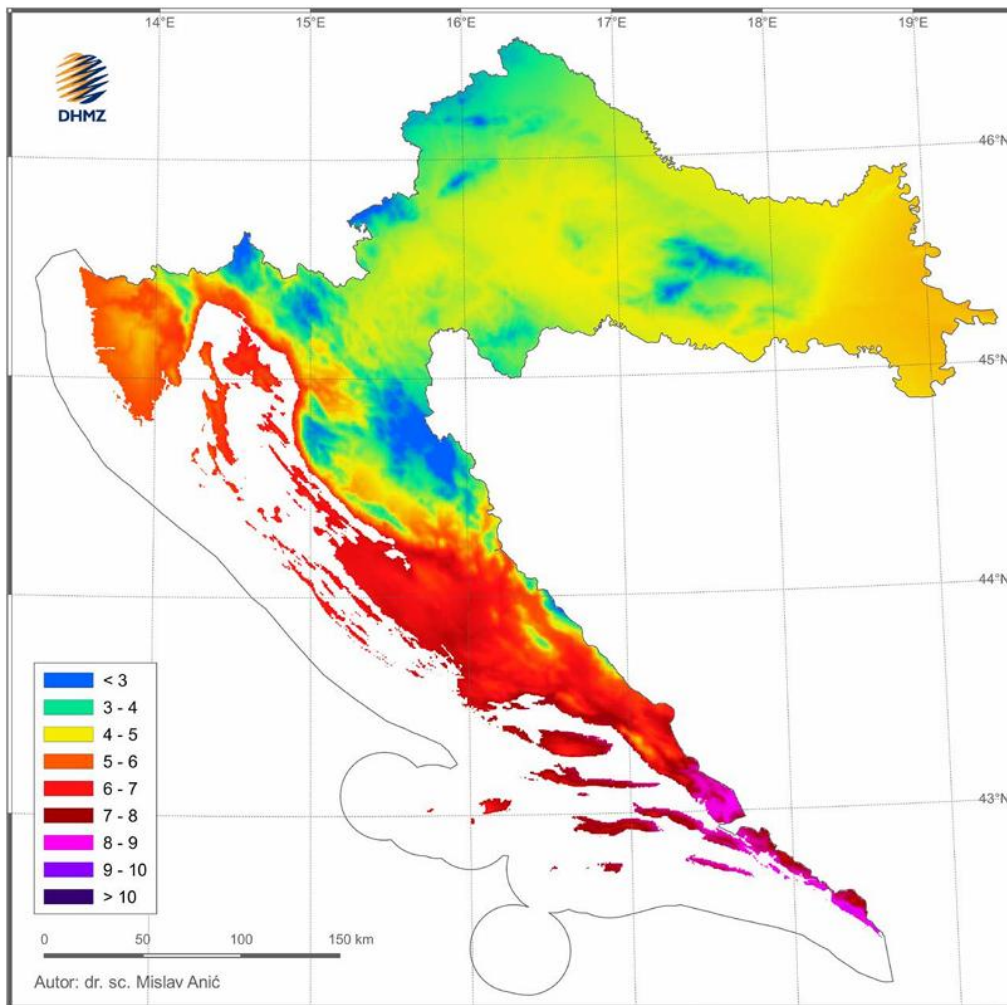 14°E
15°E
16°E
17°E
18°E
19°E
DHMZ
46°N
45°N
44°N
43°N
< 3
3 - 4
4 - 5
5 - 6
6 - 7
7 - 8
8 - 9
9 - 10
> 10
0 50 100 150 km
Autor: dr. sc. Mislav Anić